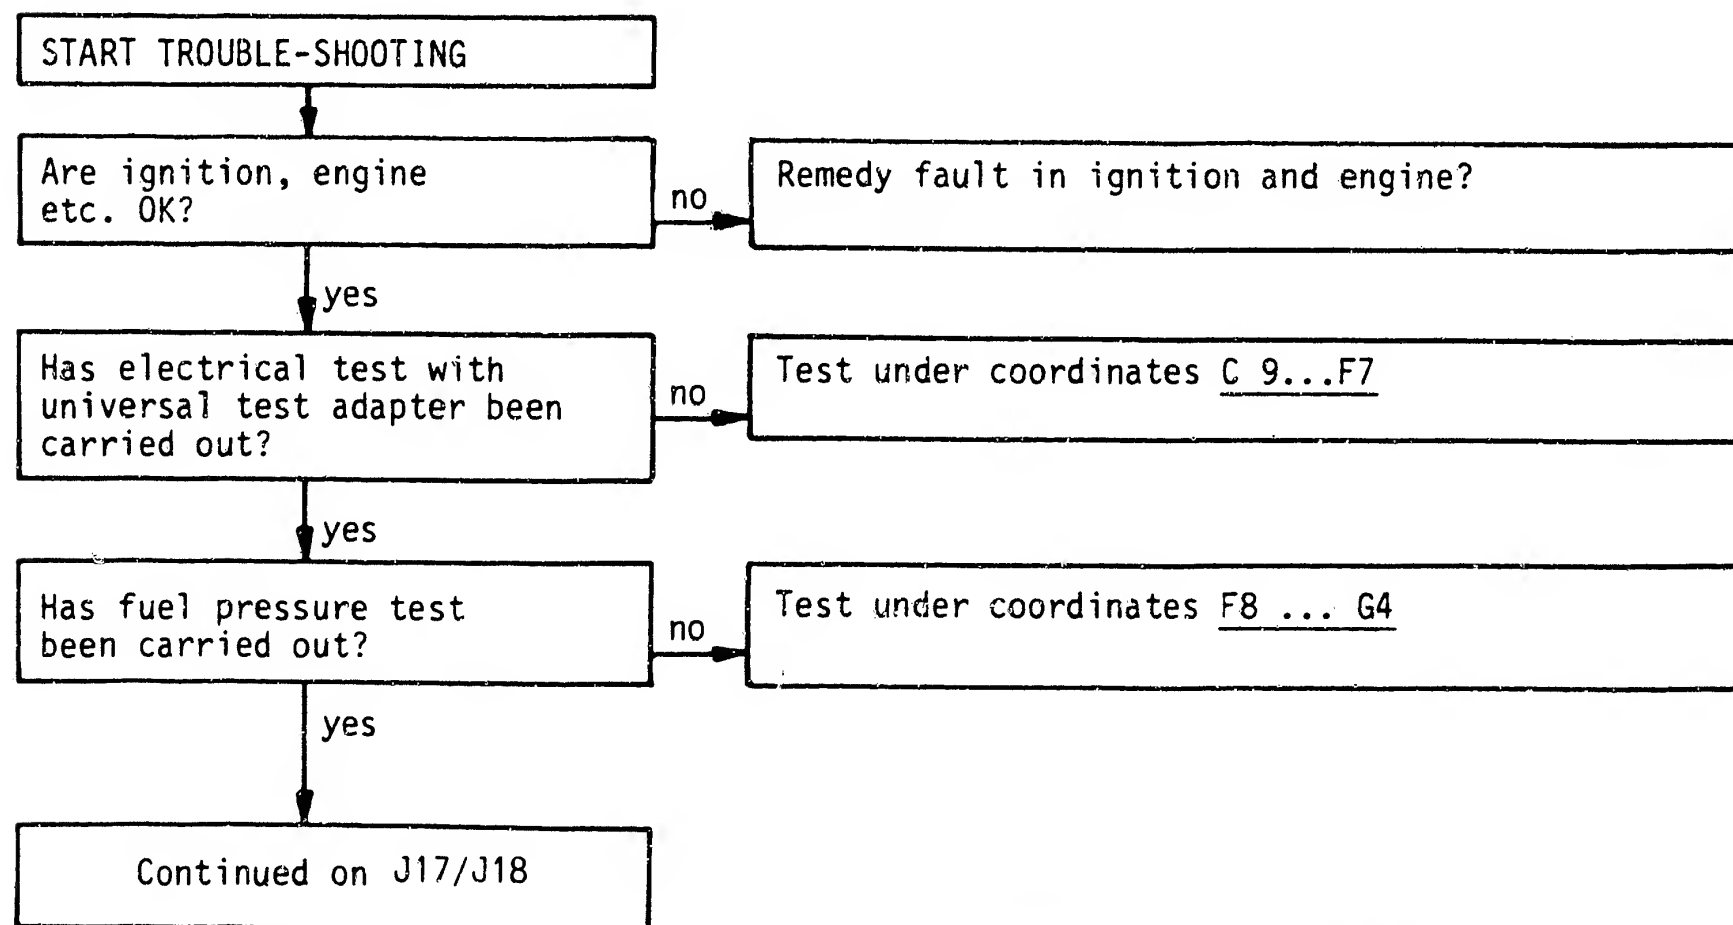 START TROUBLE-SHOOTING
Are ignition, engine
etc. OK?
no
Remedy fault in ignition and engine?
yes
Has electrical test with
universal test adapter been
carried out?
no
Test under coordinates C 9...F7
yes
Has fuel pressure test
been carried out?
no
Test under coordinates F8 ... G4
yes
Continued on J17/J18